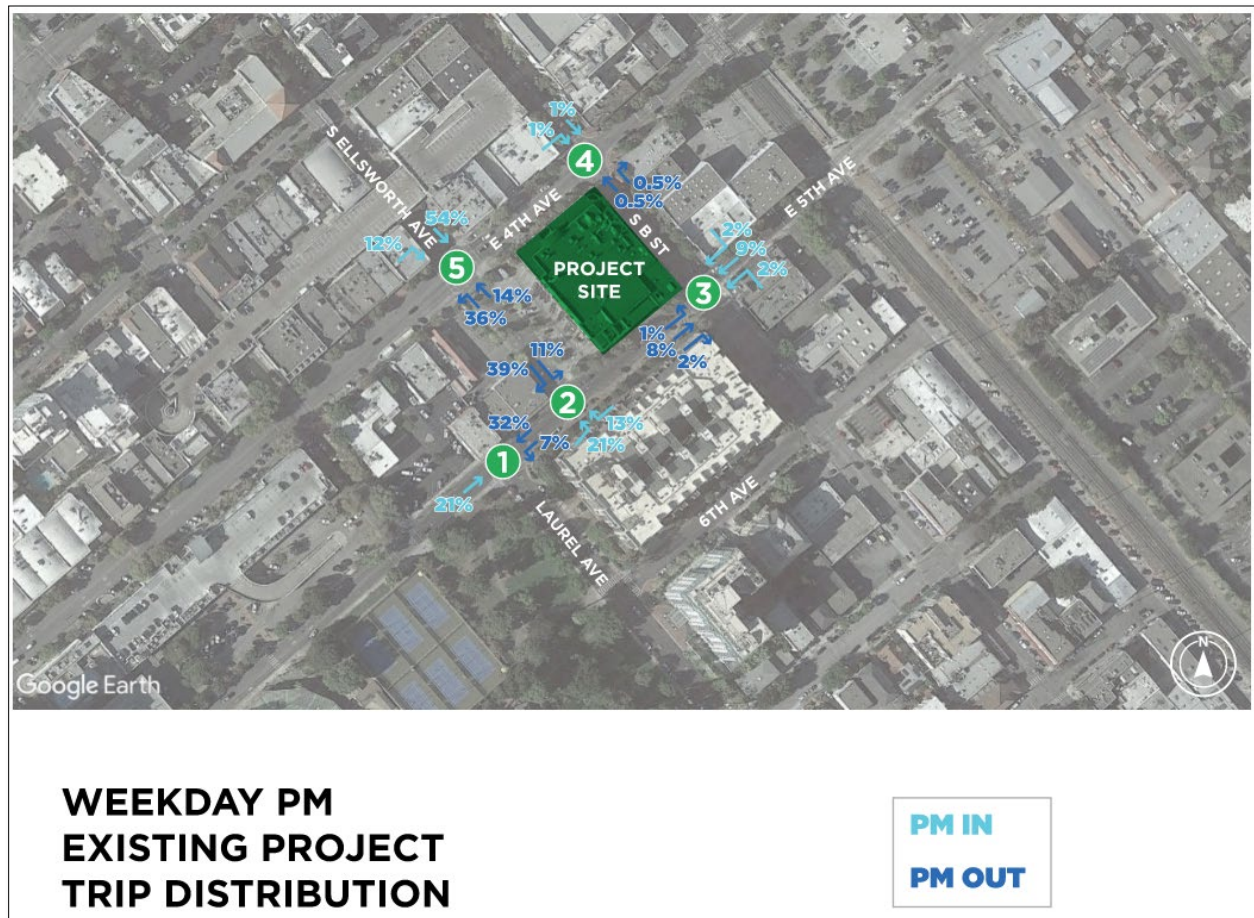 1%
1%
4
0.5%
0.5%
S ELLSWORTH AVE
54%
12%
5
E 4TH AVE
S B ST
E 5TH AVE
2%
9%
2%
PROJECT
SITE
3
14%
36%
1%
8%
2%
11%
39%
2
13%
21%
32%
7%
1
21%
LAUREL AVE
6TH AVE
N
Google Earth
WEEKDAY PM
EXISTING PROJECT
TRIP DISTRIBUTION
PM IN
PM OUT